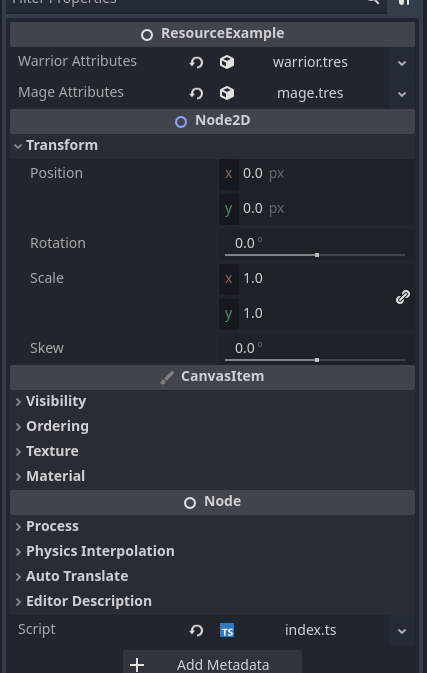 Filter Properties
ResourceExample
Warrior Attributes warrior.tres
Mage Attributes mage.tres
Node2D
Transform
Position x 0.0 px
y 0.0 px
Rotation 0.0 °
Scale x 1.0
y 1.0
Skew 0.0 °
CanvasItem
Visibility
Ordering
Texture
Material
Node
Process
Physics Interpolation
Auto Translate
Editor Description
Script TS index.ts
Add Metadata